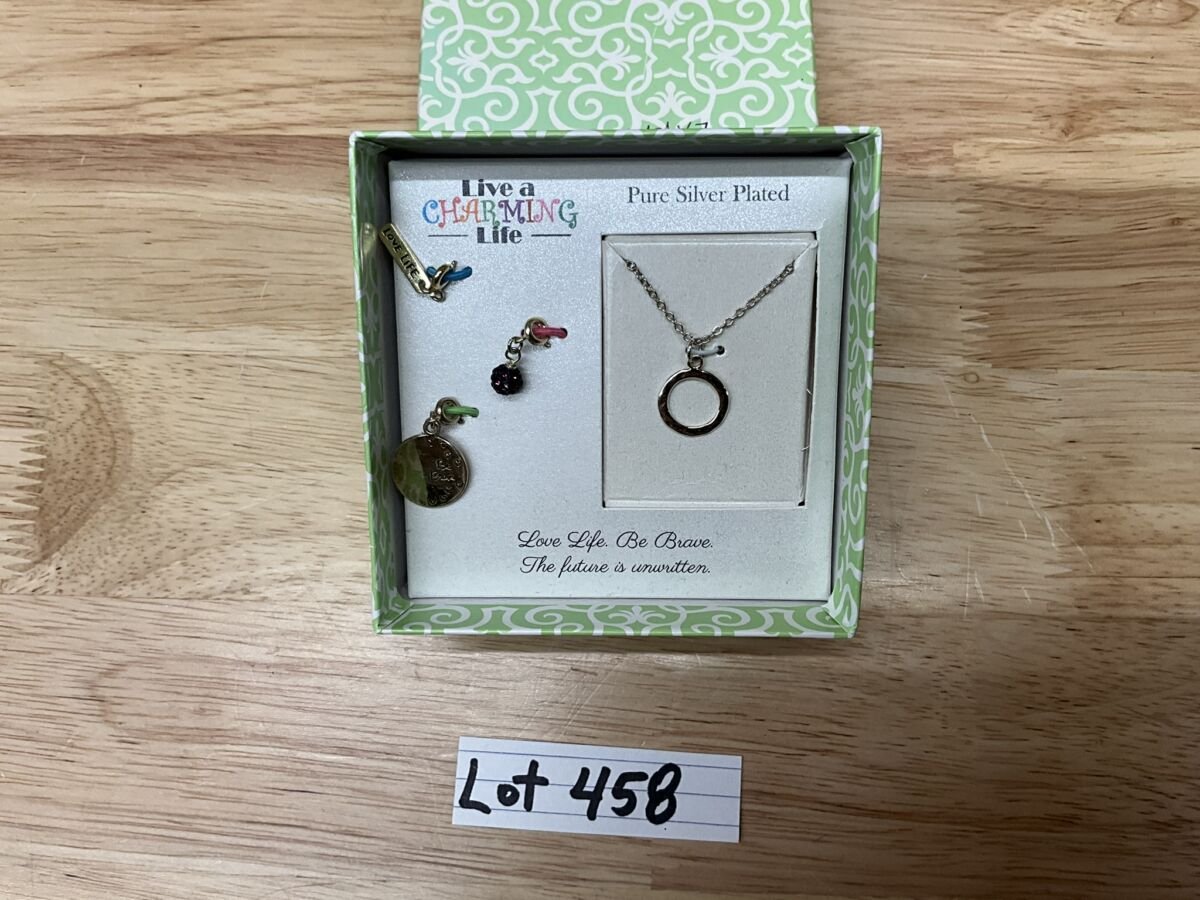 Live a
CHARMING
Life
Pure Silver Plated
LOVE LIFE
Love Life. Be Brave.
The future is unwritten.
Lot 458